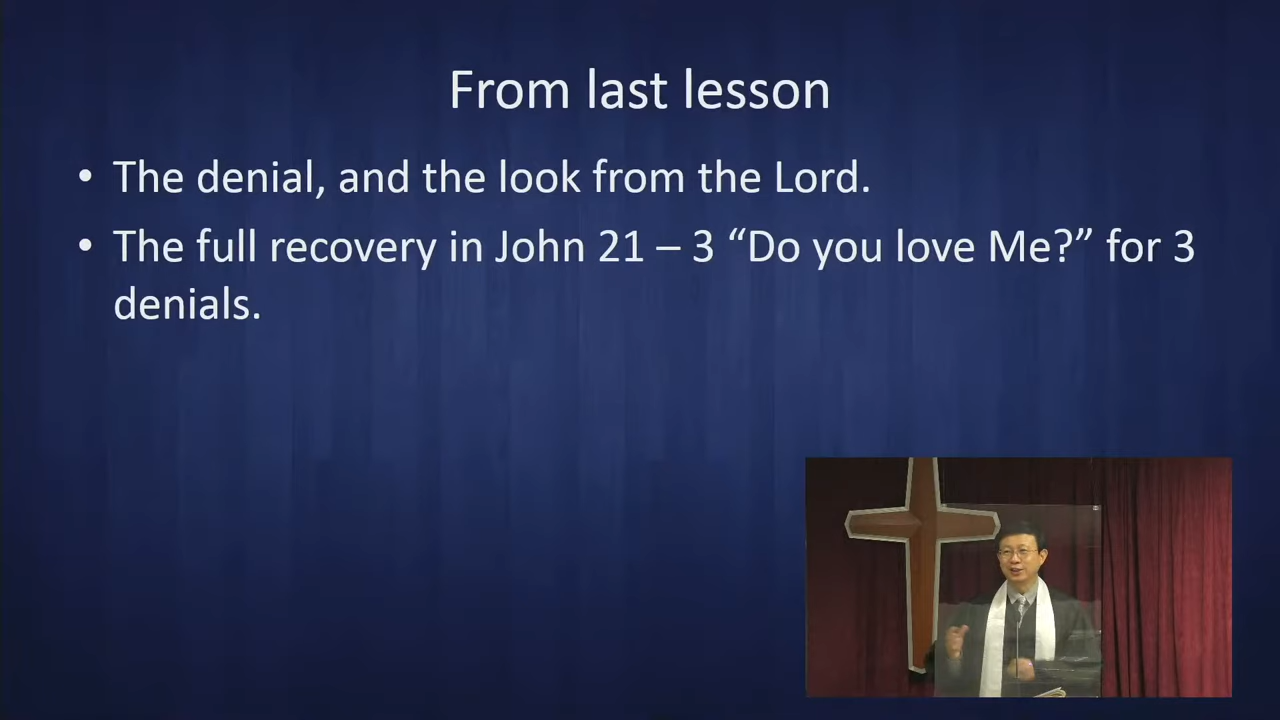 From last lesson
• The denial, and the look from the Lord.
• The full recovery in John 21 – 3 “Do you love Me?” for 3
denials.